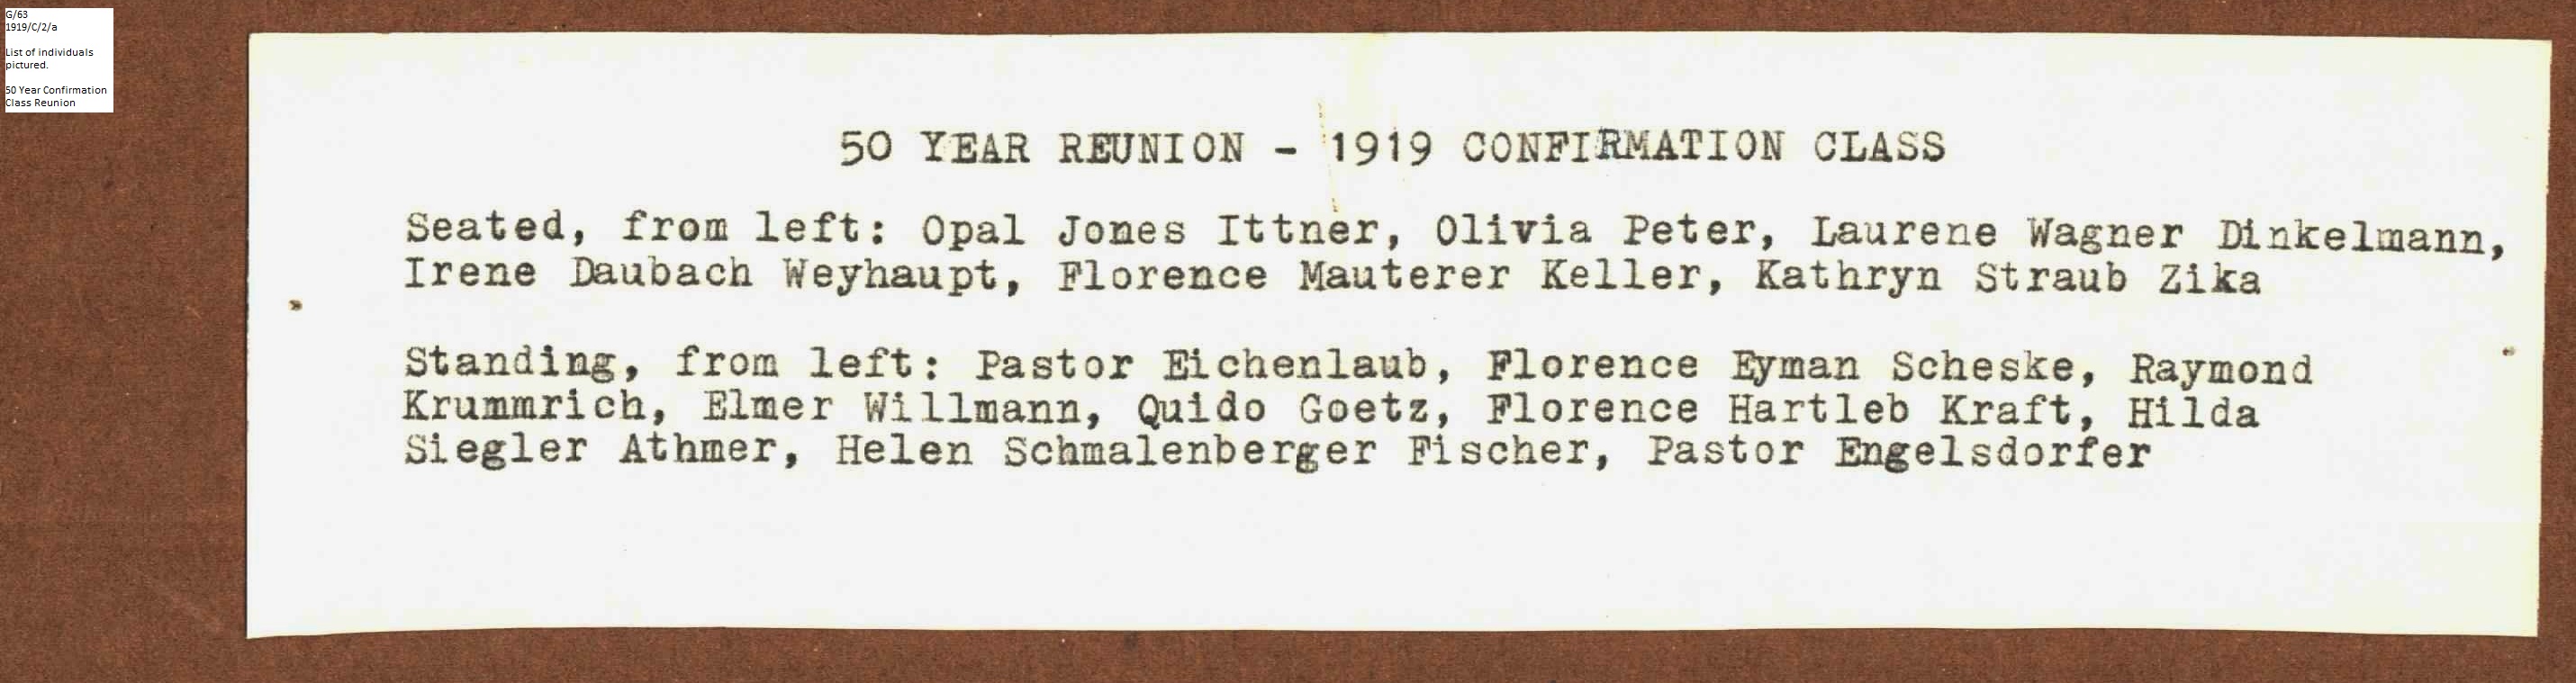 G/63
1919/C/2/a
List of individuals
pictured.
50 Year Confirmation
Class Reunion
50 YEAR REUNION - 1919 CONFIRMATION CLASS
Seated, from left: Opal Jones Ittner, Olivia Peter, Laurene Wagner Dinkelmann,
Irene Daubach Weyhaupt, Florence Mauterer Keller, Kathryn Straub Zika
Standing, from left: Pastor Eichenlaub, Florence Eyman Scheske, Raymond
Krummrich, Elmer Willmann, Quido Goetz, Florence Hartleb Kraft, Hilda
Siegler Athmer, Helen Schmalenberger Fischer, Pastor Engelsdorfer